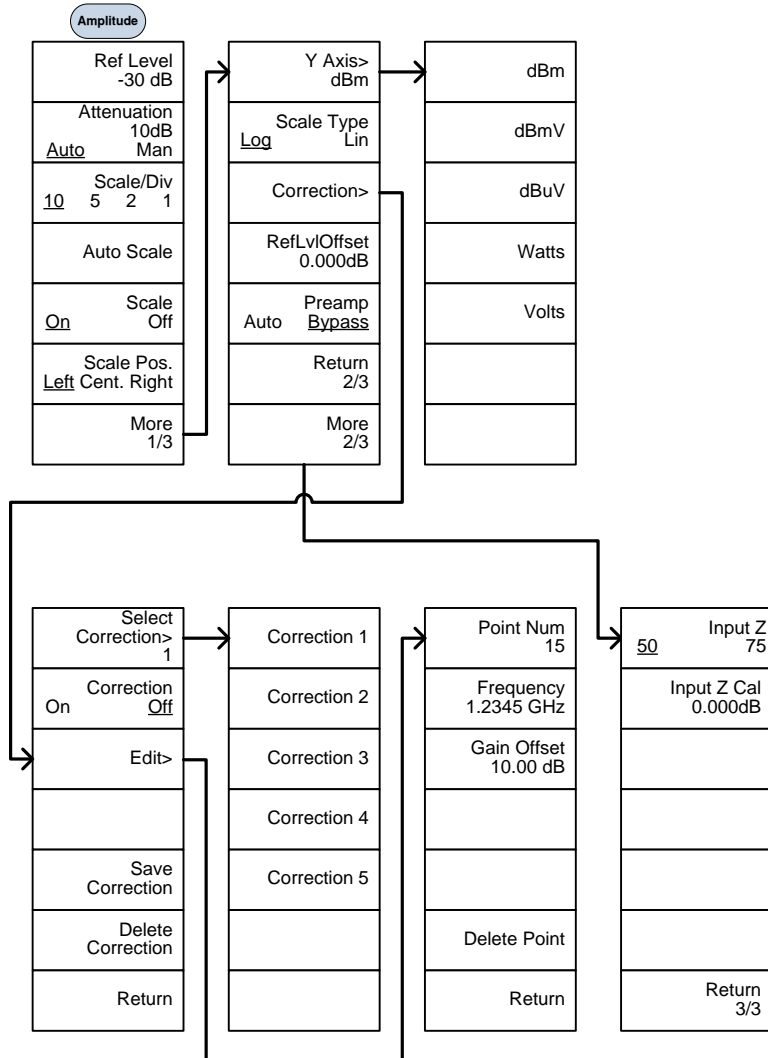 Amplitude
Ref Level
-30 dB
Attenuation
10dB
Auto Man
Scale/Div
10 5 2 1
Auto Scale
Scale
On Off
Scale Pos.
Left Cent. Right
More
1/3
Y Axis>
dBm
Scale Type
Log Lin
Correction>
RefLvlOffset
0.000dB
Preamp
Auto Bypass
Return
2/3
More
2/3
dBm
dBmV
dBuV
Watts
Volts
Select
Correction>
1
Correction
On Off
Edit>
Save
Correction
Delete
Correction
Return
Correction 1
Correction 2
Correction 3
Correction 4
Correction 5
Point Num
15
Frequency
1.2345 GHz
Gain Offset
10.00 dB
Delete Point
Return
Input Z
50 75
Input Z Cal
0.000dB
Return
3/3